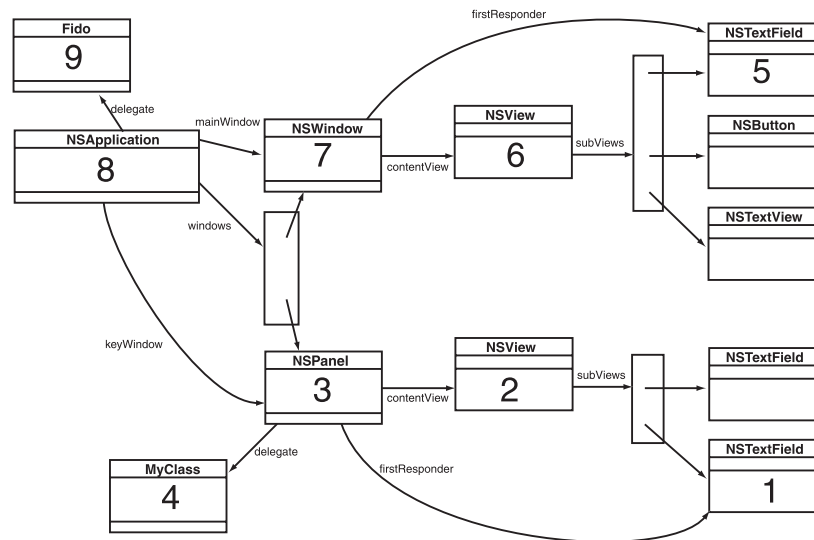 firstResponder
Fido
9
NSTextField
5
delegate
mainWindow
NSWindow
7
NSView
6
subViews
NSButton
NSApplication
8
contentView
windows
NSTextView
keyWindow
NSPanel
3
NSView
2
subViews
NSTextField
contentView
delegate
firstResponder
MyClass
4
NSTextField
1